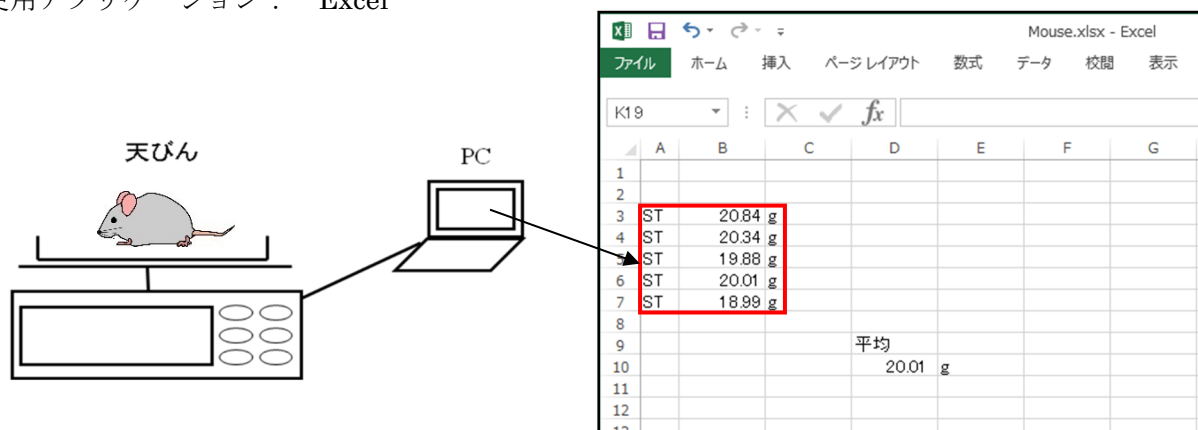 使用アプリケーション： Excel
天びん
PC
Mouse.xlsx - Excel
ファイル ホーム 挿入 ページ レイアウト 数式 データ 校閲 表示
K19 fx
A B C D E F G
1
2
3 ST 20.84 g
4 ST 20.34 g
5 ST 19.88 g
6 ST 20.01 g
7 ST 18.99 g
8
9 平均
10 20.01 g
11
12